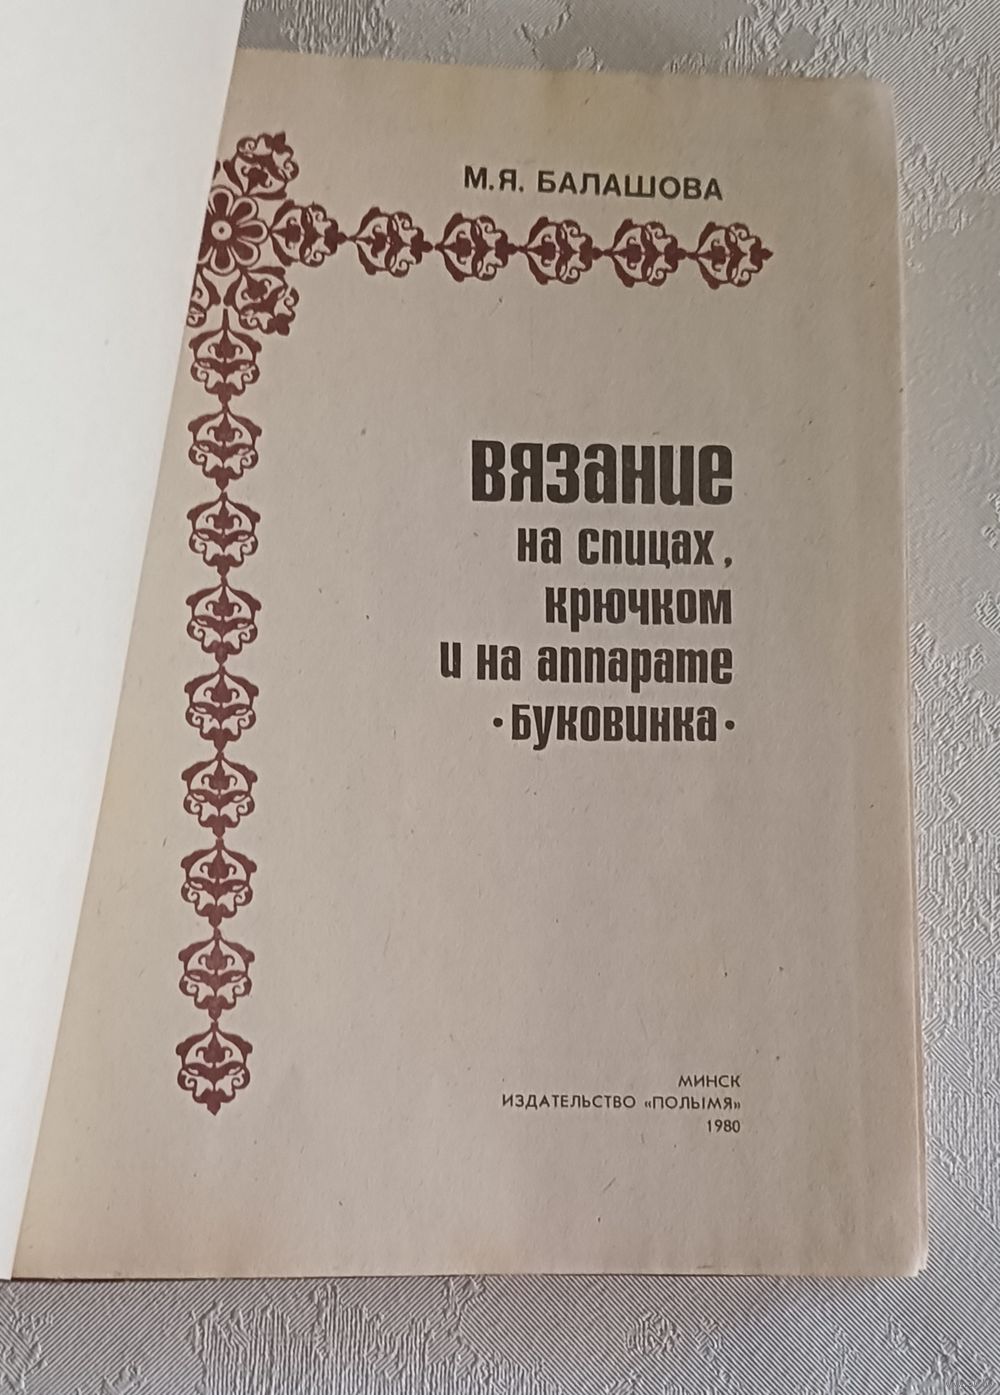 М.Я. БАЛАШОВА
ВЯЗАНИЕ
на спицах,
крючком
и на аппарате
·Буковинка·
МИНСК
ИЗДАТЕЛЬСТВО «ПОЛЫМЯ»
1980